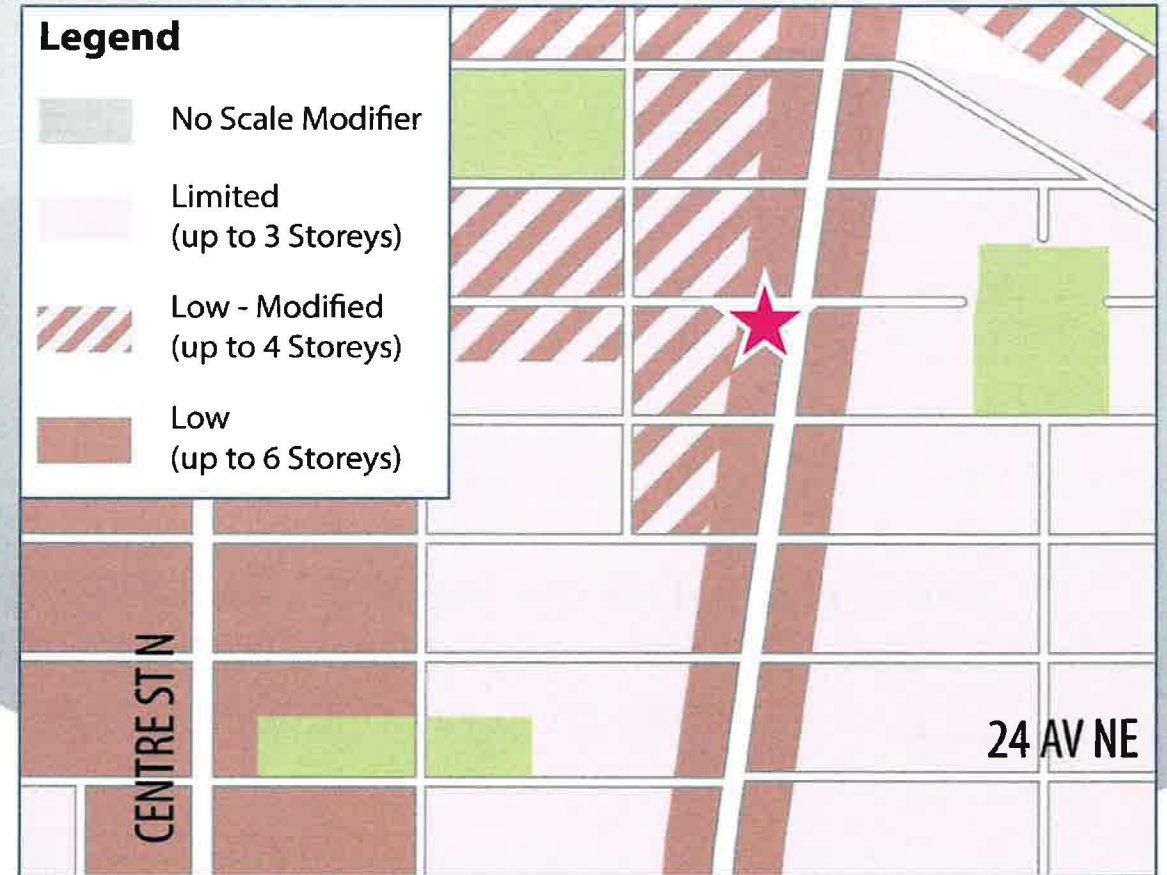 Legend
No Scale Modifier
Limited
(up to 3 Storeys)
Low - Modified
(up to 4 Storeys)
Low
(up to 6 Storeys)
CENTRE ST N
24 AV NE